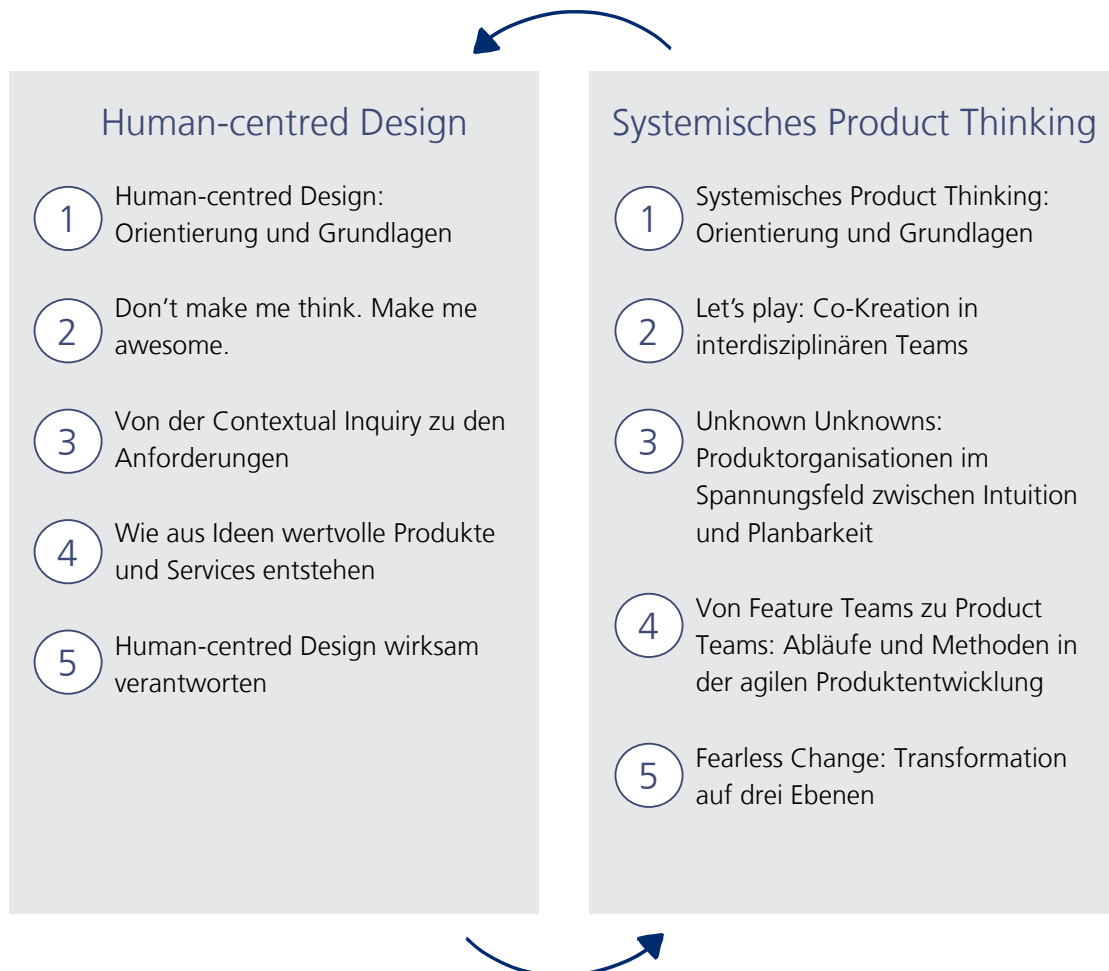 Human-centred Design
1
Human-centred Design:
Orientierung und Grundlagen
2
Don’t make me think. Make me
awesome.
3
Von der Contextual Inquiry zu den
Anforderungen
4
Wie aus Ideen wertvolle Produkte
und Services entstehen
5
Human-centred Design wirksam
verantworten
Systemisches Product Thinking
1
Systemisches Product Thinking:
Orientierung und Grundlagen
2
Let’s play: Co-Kreation in
interdisziplinären Teams
3
Unknown Unknowns:
Produktorganisationen im
Spannungsfeld zwischen Intuition
und Planbarkeit
4
Von Feature Teams zu Product
Teams: Abläufe und Methoden in
der agilen Produktentwicklung
5
Fearless Change: Transformation
auf drei Ebenen